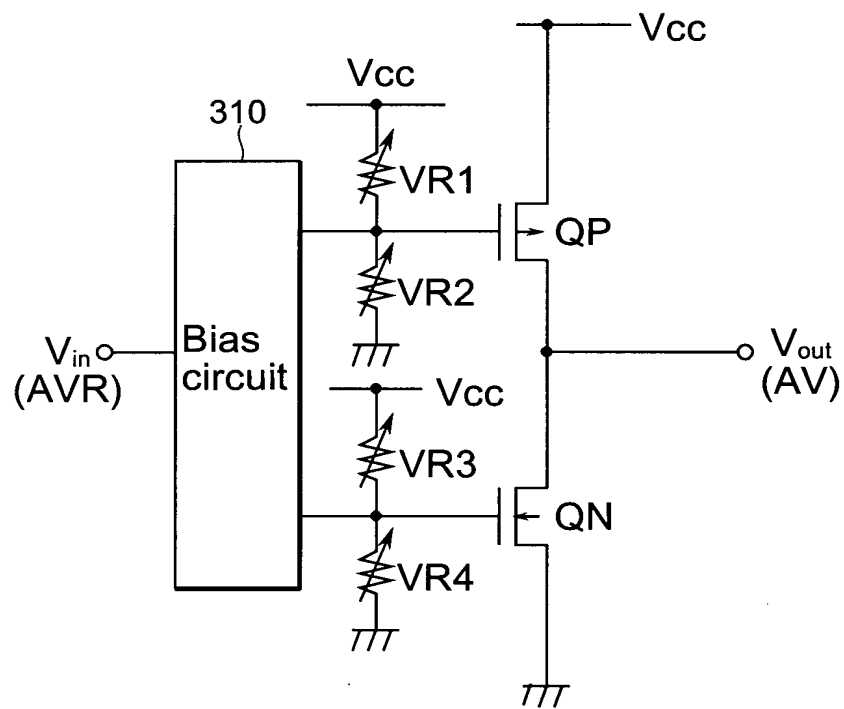 Vcc
Vcc
310
VR1
QP
VR2
Bias
circuit
Vin
(AVR)
Vout
(AV)
Vcc
VR3
QN
VR4